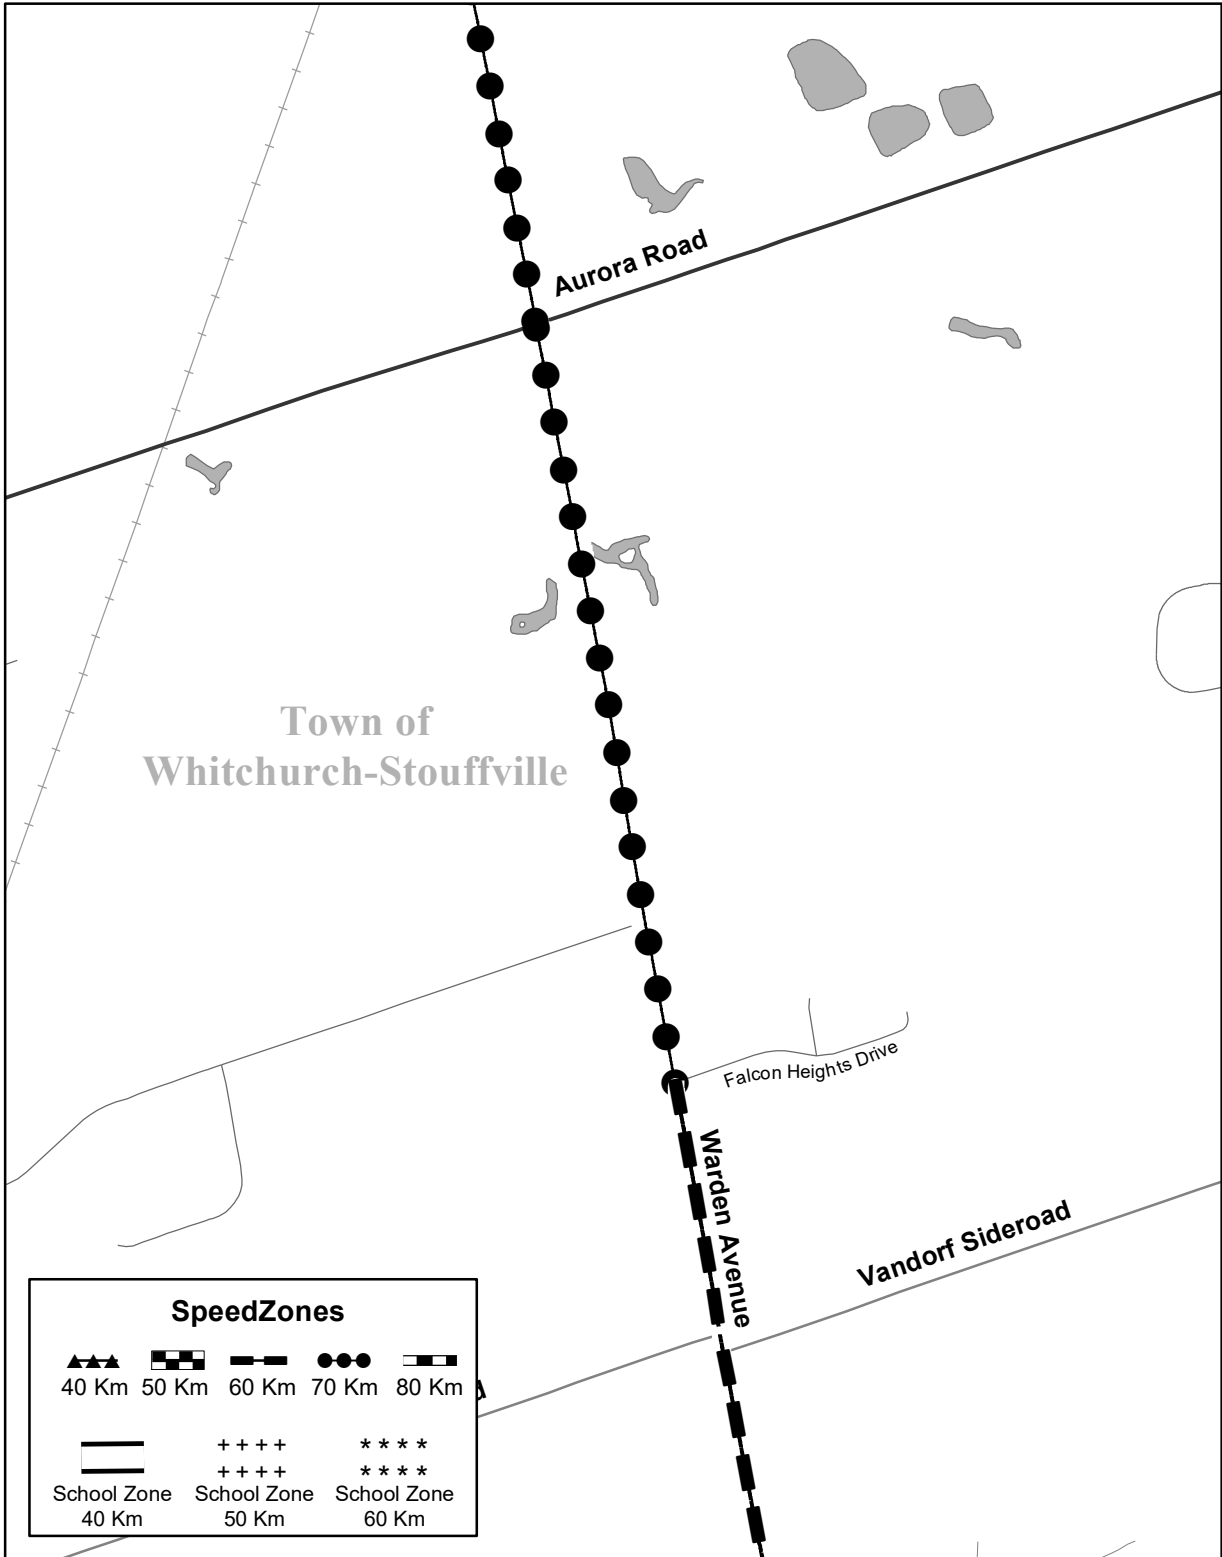 Aurora Road
Town of
Whitchurch-Stouffville
Falcon Heights Drive
Warden Avenue
Vandorf Sideroad
SpeedZones
40 Km 50 Km 60 Km 70 Km 80 Km
School Zone School Zone School Zone
40 Km 50 Km 60 Km